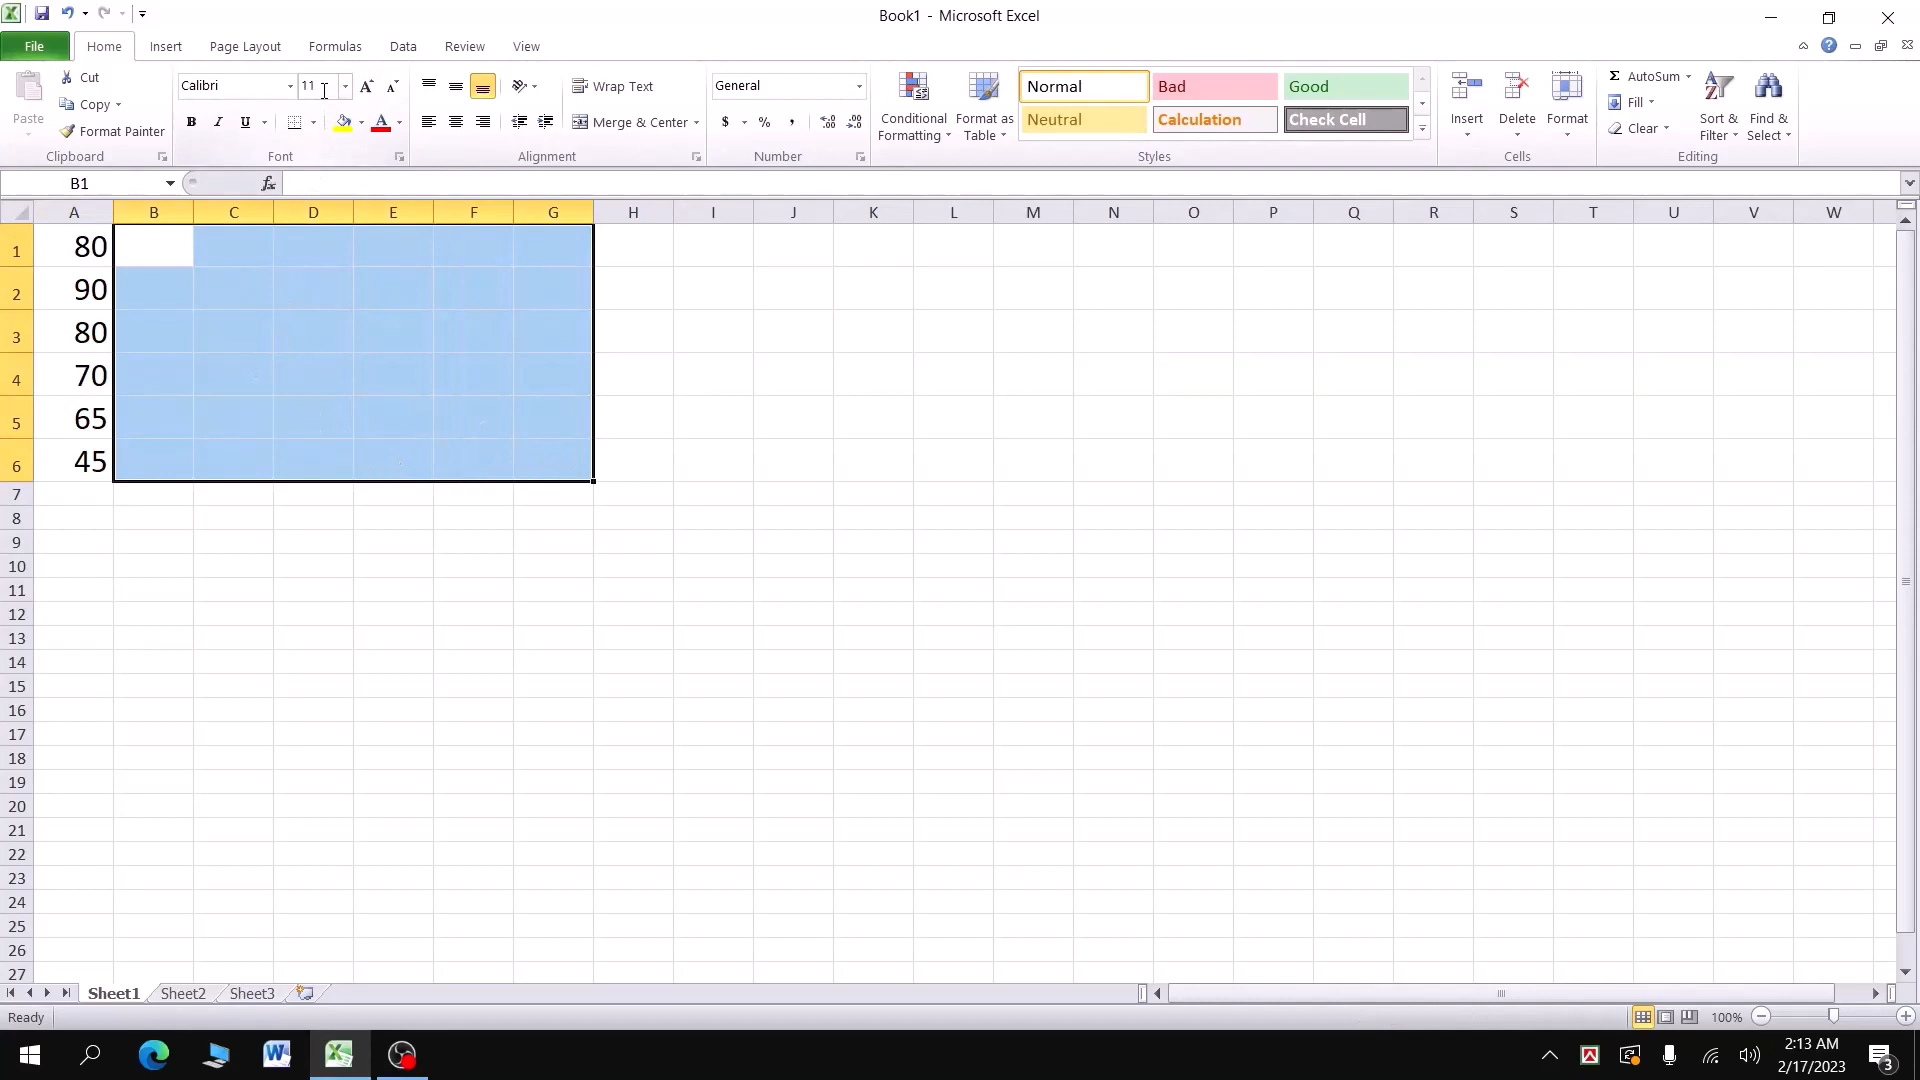 Book1 - Microsoft Excel
File Home Insert Page Layout Formulas Data Review View
Paste
Cut
Copy
Format Painter
Clipboard
Calibri 11
B I U
Font
Wrap Text
Merge & Center
Alignment
General
$ % ,
Number
Conditional Formatting
Format as Table
Normal Bad Good
Neutral Calculation Check Cell
Styles
Insert Delete Format
Cells
Σ AutoSum
Fill
Clear
Sort & Filter
Find & Select
Editing
B1 fx
A B C D E F G H I J K L M N O P Q R S T U V W
1 80
2 90
3 80
4 70
5 65
6 45
7
8
9
10
11
12
13
14
15
16
17
18
19
20
21
22
23
24
25
26
27
Sheet1 Sheet2 Sheet3
Ready 100%
2:13 AM
2/17/2023
3